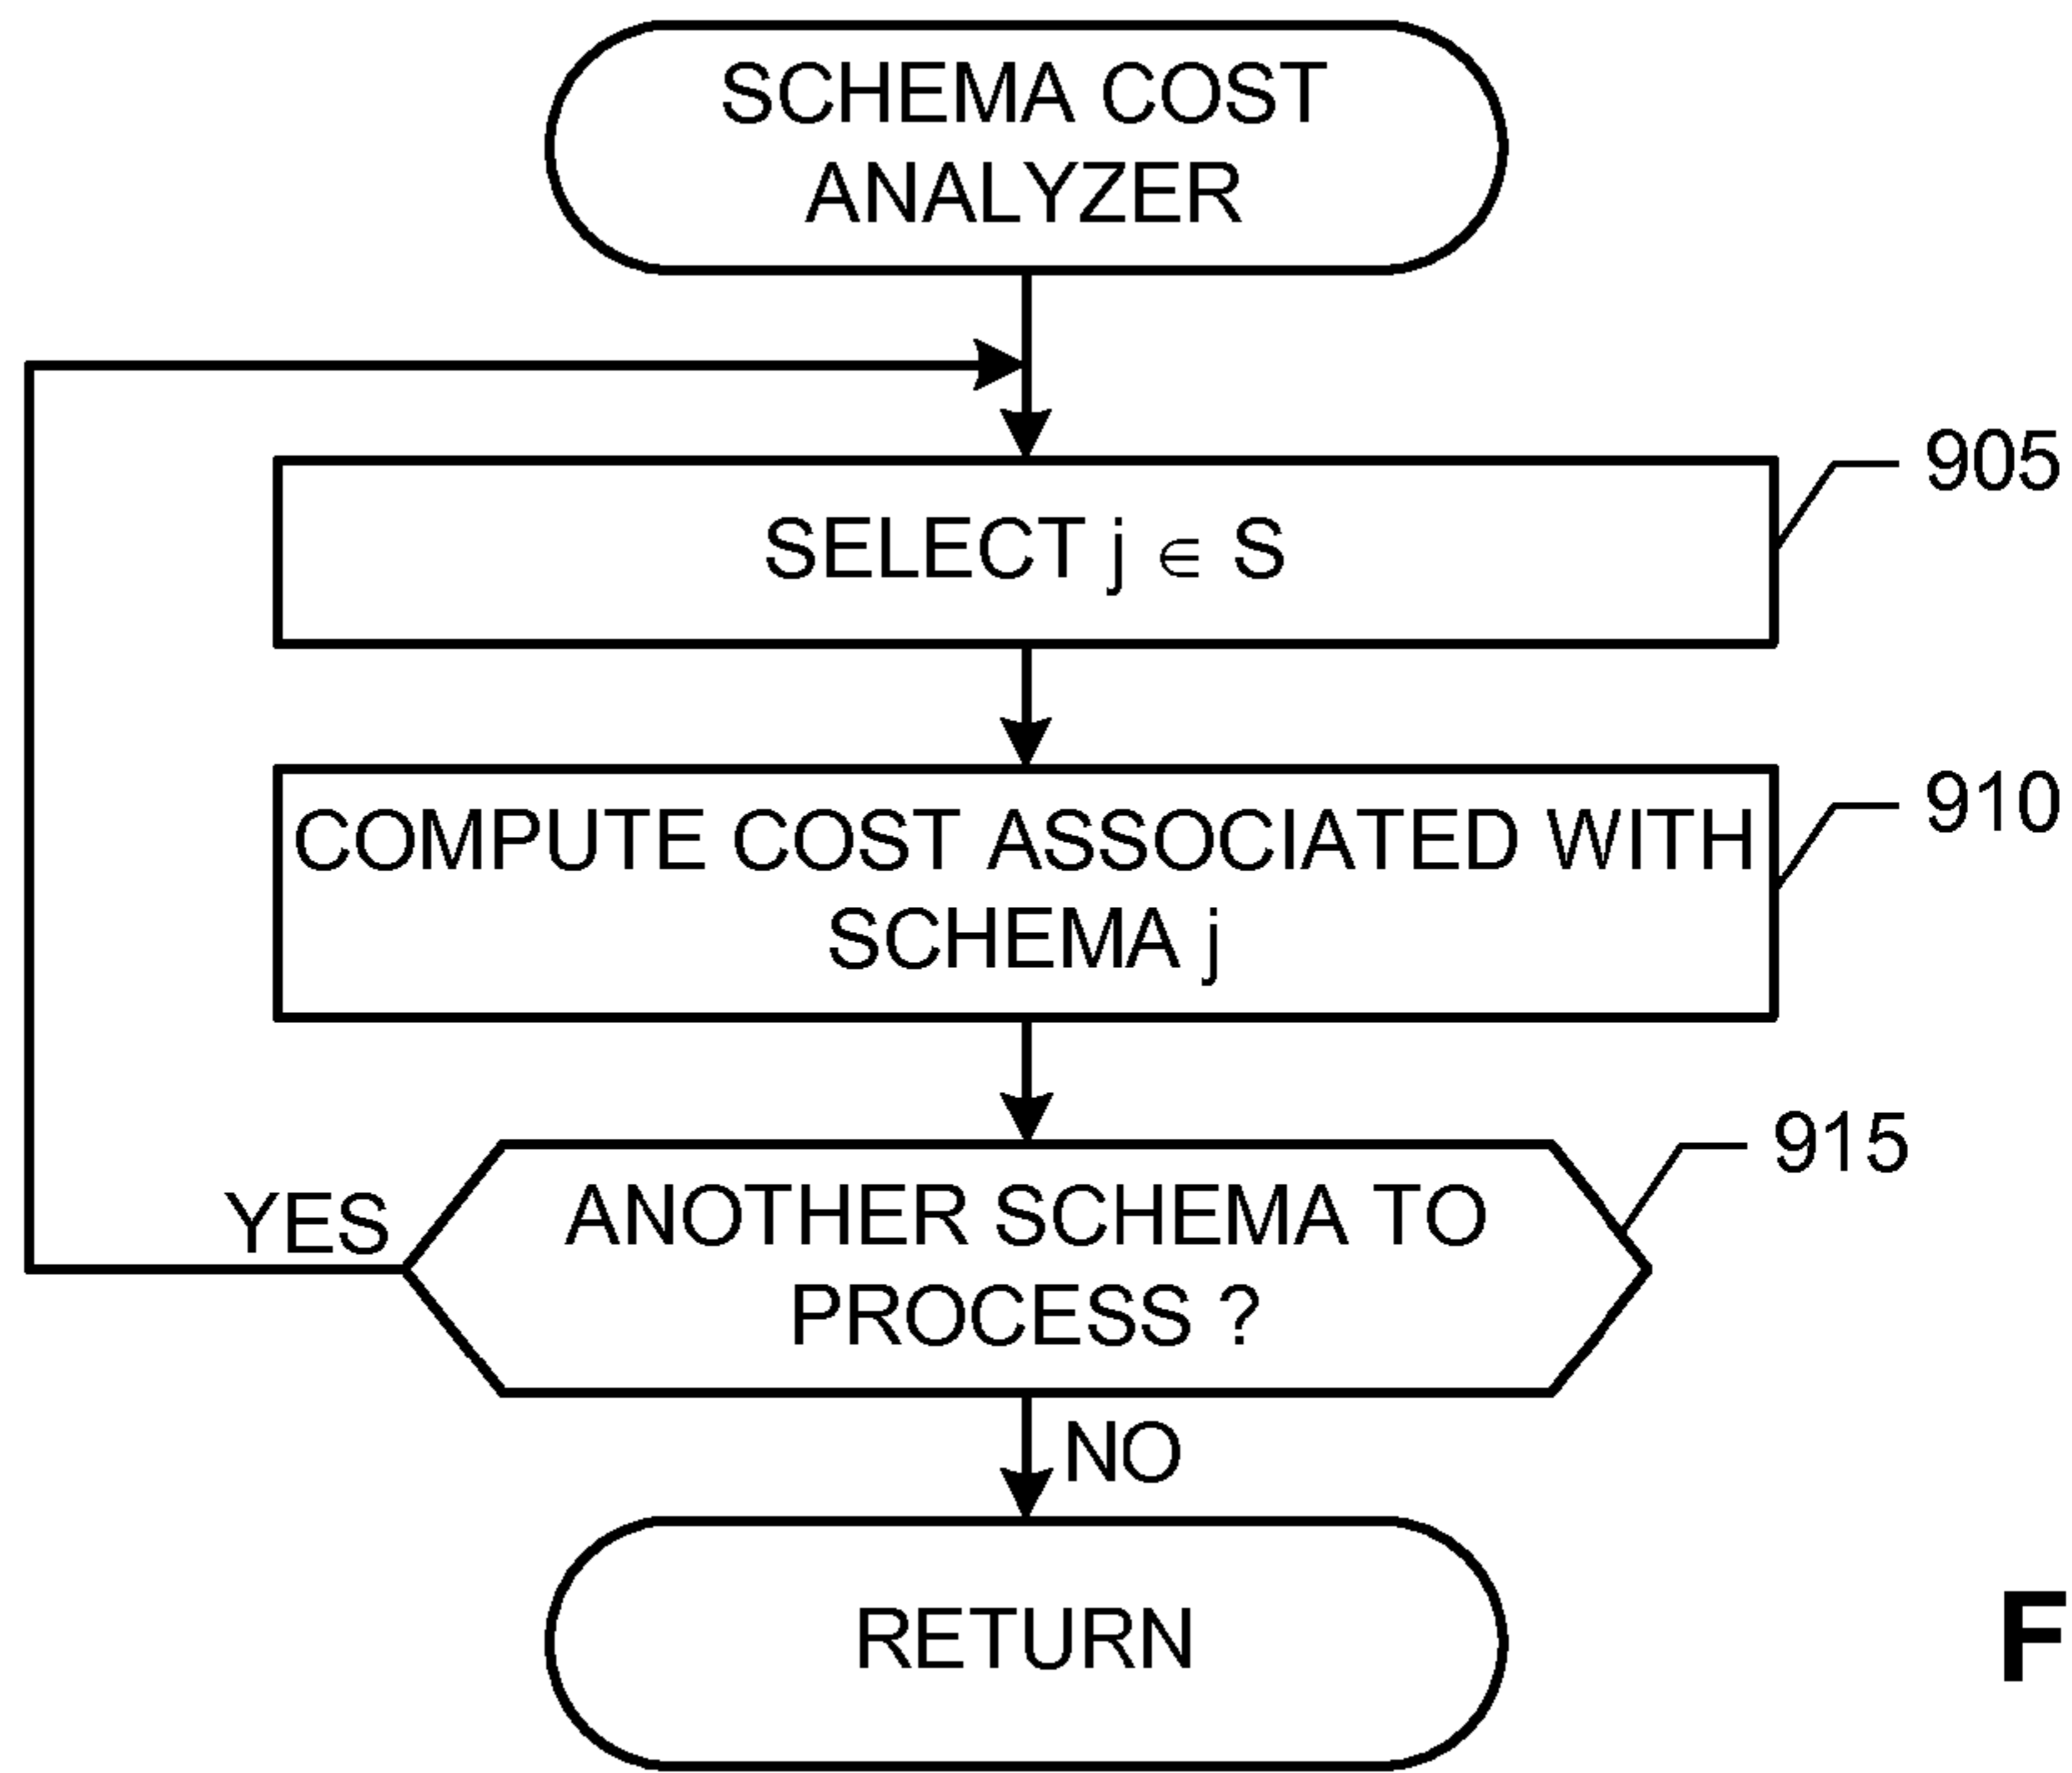 SCHEMA COST
ANALYZER
905
SELECT j ∈ S
910
COMPUTE COST ASSOCIATED WITH
SCHEMA j
915
YES
ANOTHER SCHEMA TO
PROCESS ?
NO
RETURN
F